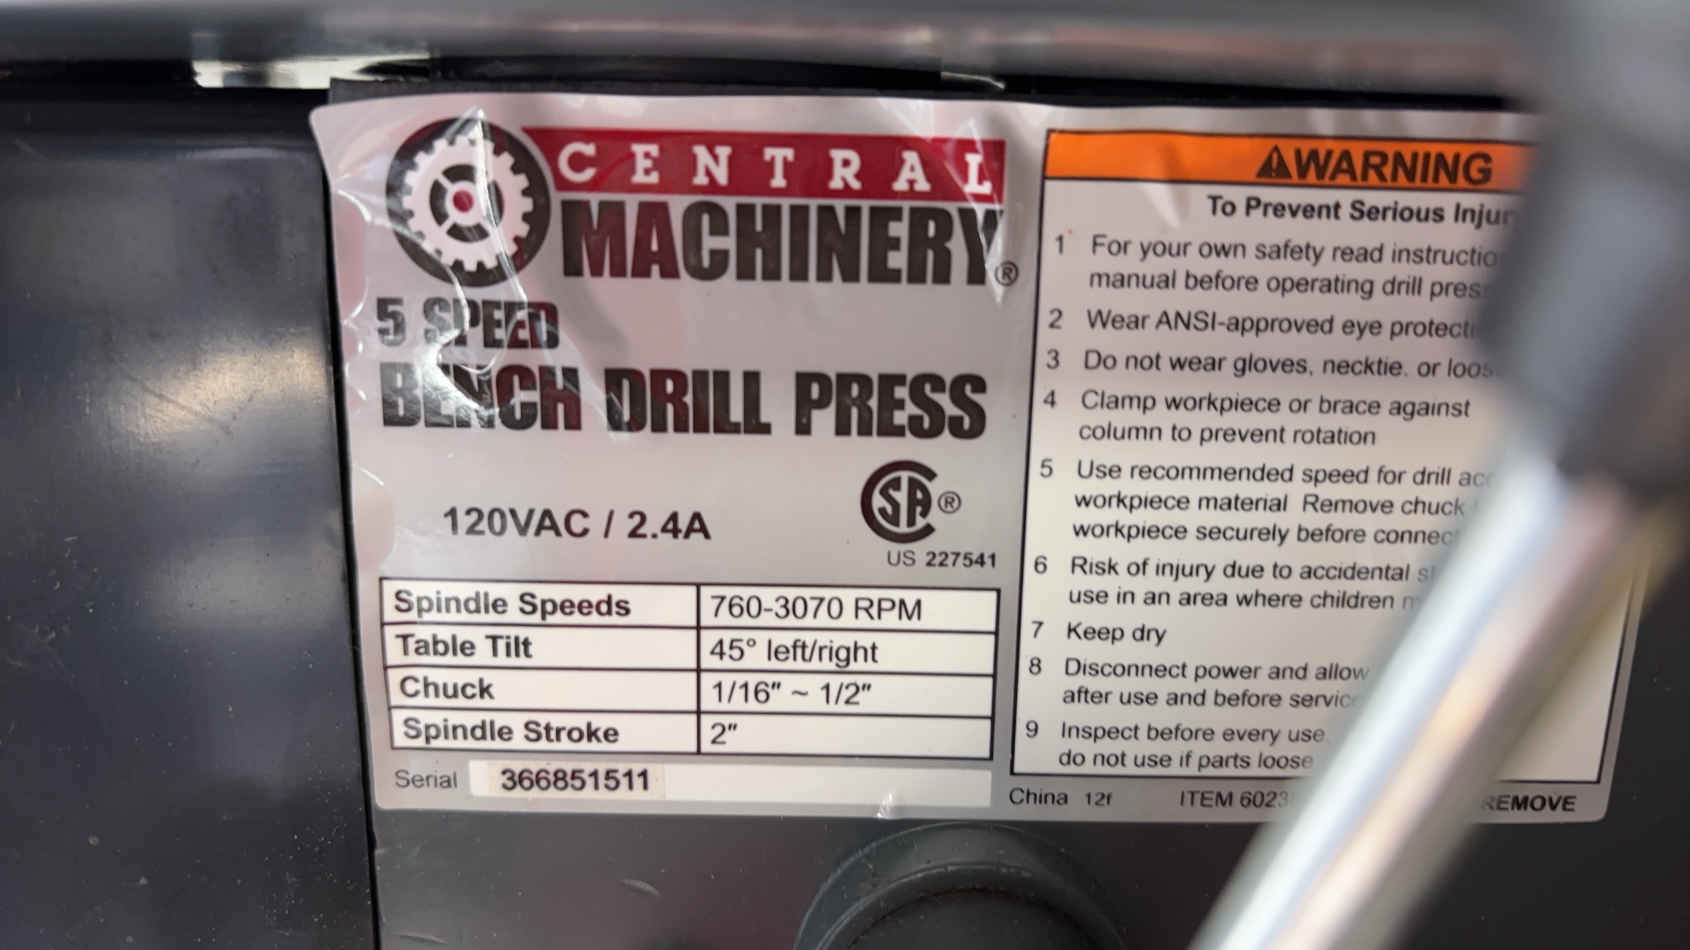 CENTRAL
MACHINERY®
5 SPEED
BENCH DRILL PRESS
120VAC / 2.4A
SA®
US 227541
Spindle Speeds 760-3070 RPM
Table Tilt 45° left/right
Chuck 1/16" ~ 1/2"
Spindle Stroke 2"
Serial 366851511
WARNING
To Prevent Serious
1 For your own safety read
manual before operating drill
2 Wear ANSI-approved eye
3 Do not wear gloves, necktie. or
4 Clamp workpiece or brace against
column to prevent rotation
5 Use recommended speed for drill
workpiece material Remove chuck
workpiece securely before
6 Risk of injury due to accidental
use in an area where children
7 Keep dry
8 Disconnect power and allow
after use and before
9 Inspect before every use
do not use if parts loose
China 12f ITEM REMOVE